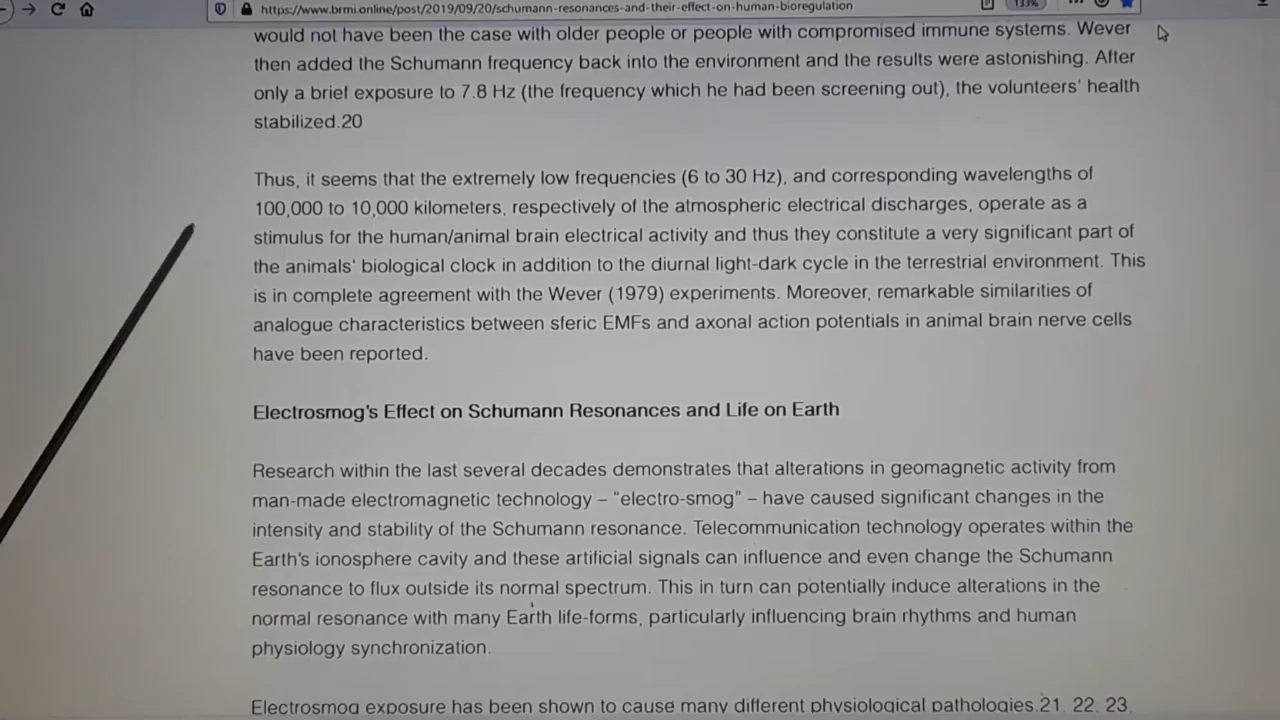 https://www.brmi.online/post/2019/09/20/schumann-resonances-and-their-effect-on-human-bioregulation
133%
would not have been the case with older people or people with compromised immune systems. Wever
then added the Schumann frequency back into the environment and the results were astonishing. After
only a brief exposure to 7.8 Hz (the frequency which he had been screening out), the volunteers' health
stabilized.20
Thus, it seems that the extremely low frequencies (6 to 30 Hz), and corresponding wavelengths of
100,000 to 10,000 kilometers, respectively of the atmospheric electrical discharges, operate as a
stimulus for the human/animal brain electrical activity and thus they constitute a very significant part of
the animals' biological clock in addition to the diurnal light-dark cycle in the terrestrial environment. This
is in complete agreement with the Wever (1979) experiments. Moreover, remarkable similarities of
analogue characteristics between sferic EMFs and axonal action potentials in animal brain nerve cells
have been reported.
Electrosmog's Effect on Schumann Resonances and Life on Earth
Research within the last several decades demonstrates that alterations in geomagnetic activity from
man-made electromagnetic technology – “electro-smog” – have caused significant changes in the
intensity and stability of the Schumann resonance. Telecommunication technology operates within the
Earth's ionosphere cavity and these artificial signals can influence and even change the Schumann
resonance to flux outside its normal spectrum. This in turn can potentially induce alterations in the
normal resonance with many Earth life-forms, particularly influencing brain rhythms and human
physiology synchronization.
Electrosmog exposure has been shown to cause many different physiological pathologies.21, 22, 23,